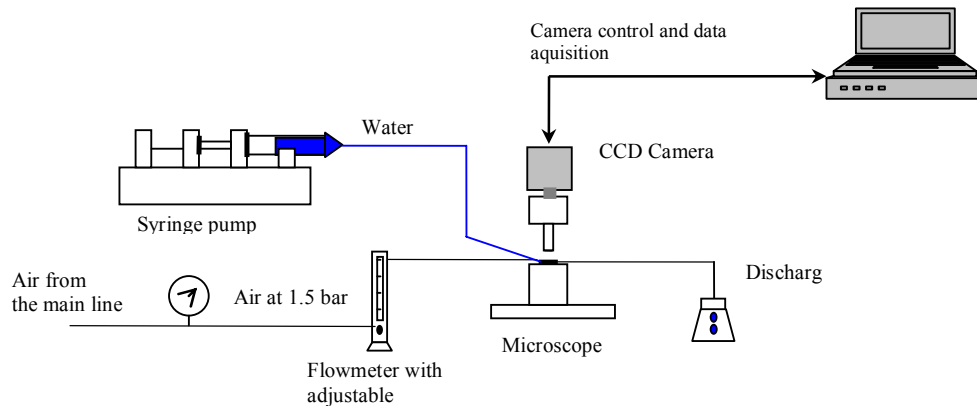 Camera control and data
aquisition
Water
CCD Camera
Syringe pump
Air from
the main line
Air at 1.5 bar
Discharg
Microscope
Flowmeter with
adjustable